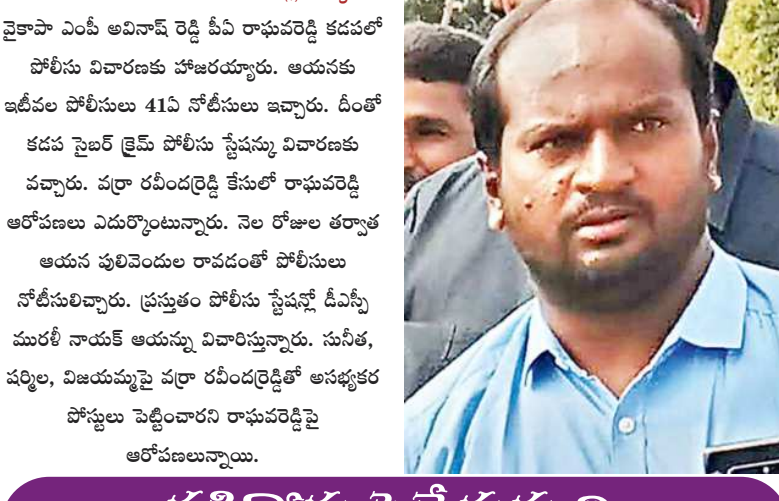 వైకాపా ఎంపీ అవినాష్ రెడ్డి పీఏ రాఘవరెడ్డి కడపలో
పోలీసు విచారణకు హాజరయ్యారు. ఆయనకు
ఇటీవల పోలీసులు 41ఏ నోటీసులు ఇచ్చారు. దీంతో
కడప సైబర్ క్రైమ్ పోలీసు స్టేషన్కు విచారణకు
వచ్చారు. వర్రా రవీందర్రెడ్డి కేసులో రాఘవరెడ్డి
ఆరోపణలు ఎదుర్కొంటున్నారు. నెల రోజుల తర్వాత
ఆయన పులివెందుల రావడంతో పోలీసులు
నోటీసులిచ్చారు. ప్రస్తుతం పోలీసు స్టేషన్లో డీఎస్పీ
మురళీ నాయక్ ఆయన్ను విచారిస్తున్నారు. సునీత,
షర్మిల, విజయమ్మపై వర్రా రవీందర్రెడ్డితో అసభ్యకర
పోస్టులు పెట్టించారని రాఘవరెడ్డిపై
ఆరోపణలున్నాయి.